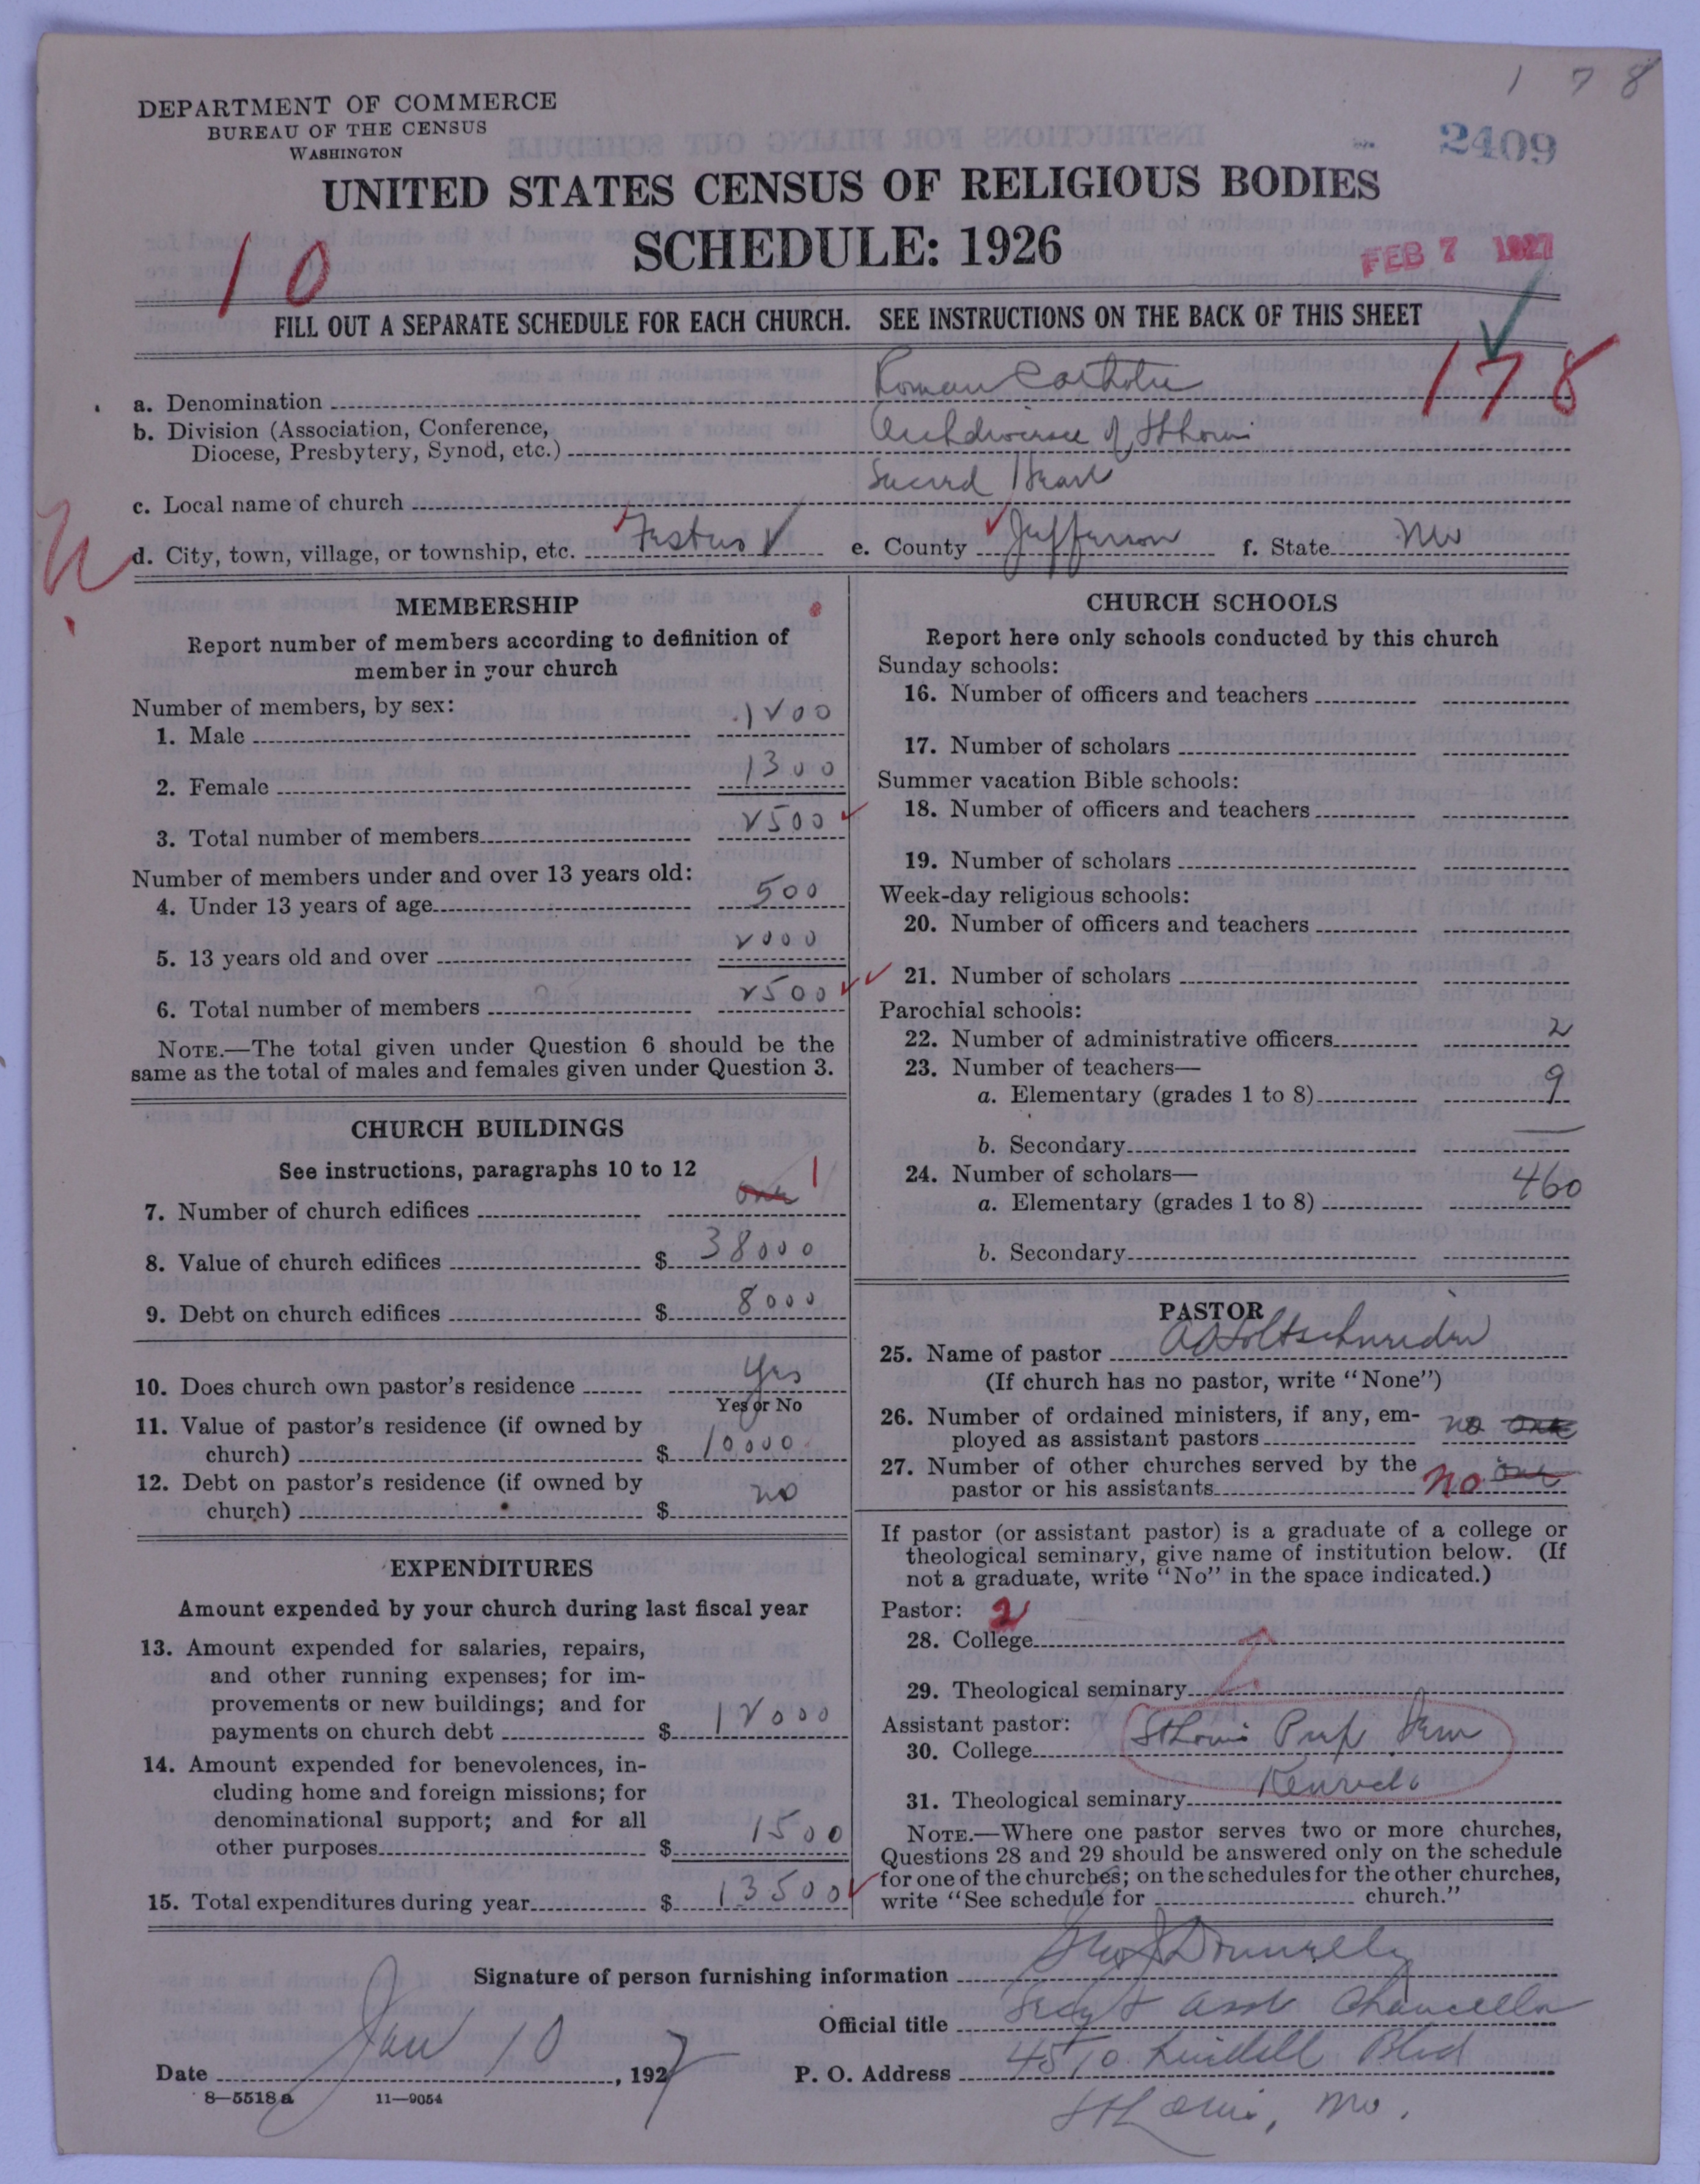 1 7 8
DEPARTMENT OF COMMERCE
BUREAU OF THE CENSUS
WASHINGTON
2409
UNITED STATES CENSUS OF RELIGIOUS BODIES
SCHEDULE: 1926
10
FEB 7 1927
FILL OUT A SEPARATE SCHEDULE FOR EACH CHURCH. SEE INSTRUCTIONS ON THE BACK OF THIS SHEET
178
a. Denomination Roman Catholic
b. Division (Association, Conference, Diocese, Presbytery, Synod, etc.) Archdiocese of St Louis
c. Local name of church Sacred Heart
d. City, town, village, or township, etc. Festus e. County Jefferson f. State Mo
MEMBERSHIP
Report number of members according to definition of
member in your church
Number of members, by sex:
1. Male 1200
2. Female 1300
3. Total number of members 2500
Number of members under and over 13 years old:
4. Under 13 years of age 500
5. 13 years old and over 2000
6. Total number of members 2500
NOTE.—The total given under Question 6 should be the
same as the total of males and females given under Question 3.
CHURCH BUILDINGS
See instructions, paragraphs 10 to 12
7. Number of church edifices one 1
8. Value of church edifices $ 38000
9. Debt on church edifices $ 8000
10. Does church own pastor's residence Yes
Yes or No
11. Value of pastor's residence (if owned by
church) $ 10000
12. Debt on pastor's residence (if owned by
church) $ no
EXPENDITURES
Amount expended by your church during last fiscal year
13. Amount expended for salaries, repairs,
and other running expenses; for im-
provements or new buildings; and for
payments on church debt $ 12000
14. Amount expended for benevolences, in-
cluding home and foreign missions; for
denominational support; and for all
other purposes $ 1500
15. Total expenditures during year $ 13500
CHURCH SCHOOLS
Report here only schools conducted by this church
Sunday schools:
16. Number of officers and teachers
17. Number of scholars
Summer vacation Bible schools:
18. Number of officers and teachers
19. Number of scholars
Week-day religious schools:
20. Number of officers and teachers
21. Number of scholars
Parochial schools:
22. Number of administrative officers 2
23. Number of teachers—
a. Elementary (grades 1 to 8) 9
b. Secondary —
24. Number of scholars—
a. Elementary (grades 1 to 8) 460
b. Secondary
PASTOR
25. Name of pastor
(If church has no pastor, write "None")
26. Number of ordained ministers, if any, em-
ployed as assistant pastors no one
27. Number of other churches served by the
pastor or his assistants no one
If pastor (or assistant pastor) is a graduate of a college or
theological seminary, give name of institution below. (If
not a graduate, write "No" in the space indicated.)
Pastor: 2
28. College
29. Theological seminary
Assistant pastor:
30. College St Louis Prep Sem
31. Theological seminary Kenrick
NOTE.—Where one pastor serves two or more churches,
Questions 28 and 29 should be answered only on the schedule
for one of the churches; on the schedules for the other churches,
write "See schedule for church."
Signature of person furnishing information Donnelly
Official title Secy & Asst Chancellor
Date Jan 10, 1927 P. O. Address 4510 Lindell Blvd
8—5518a 11—9054
St Louis, Mo.